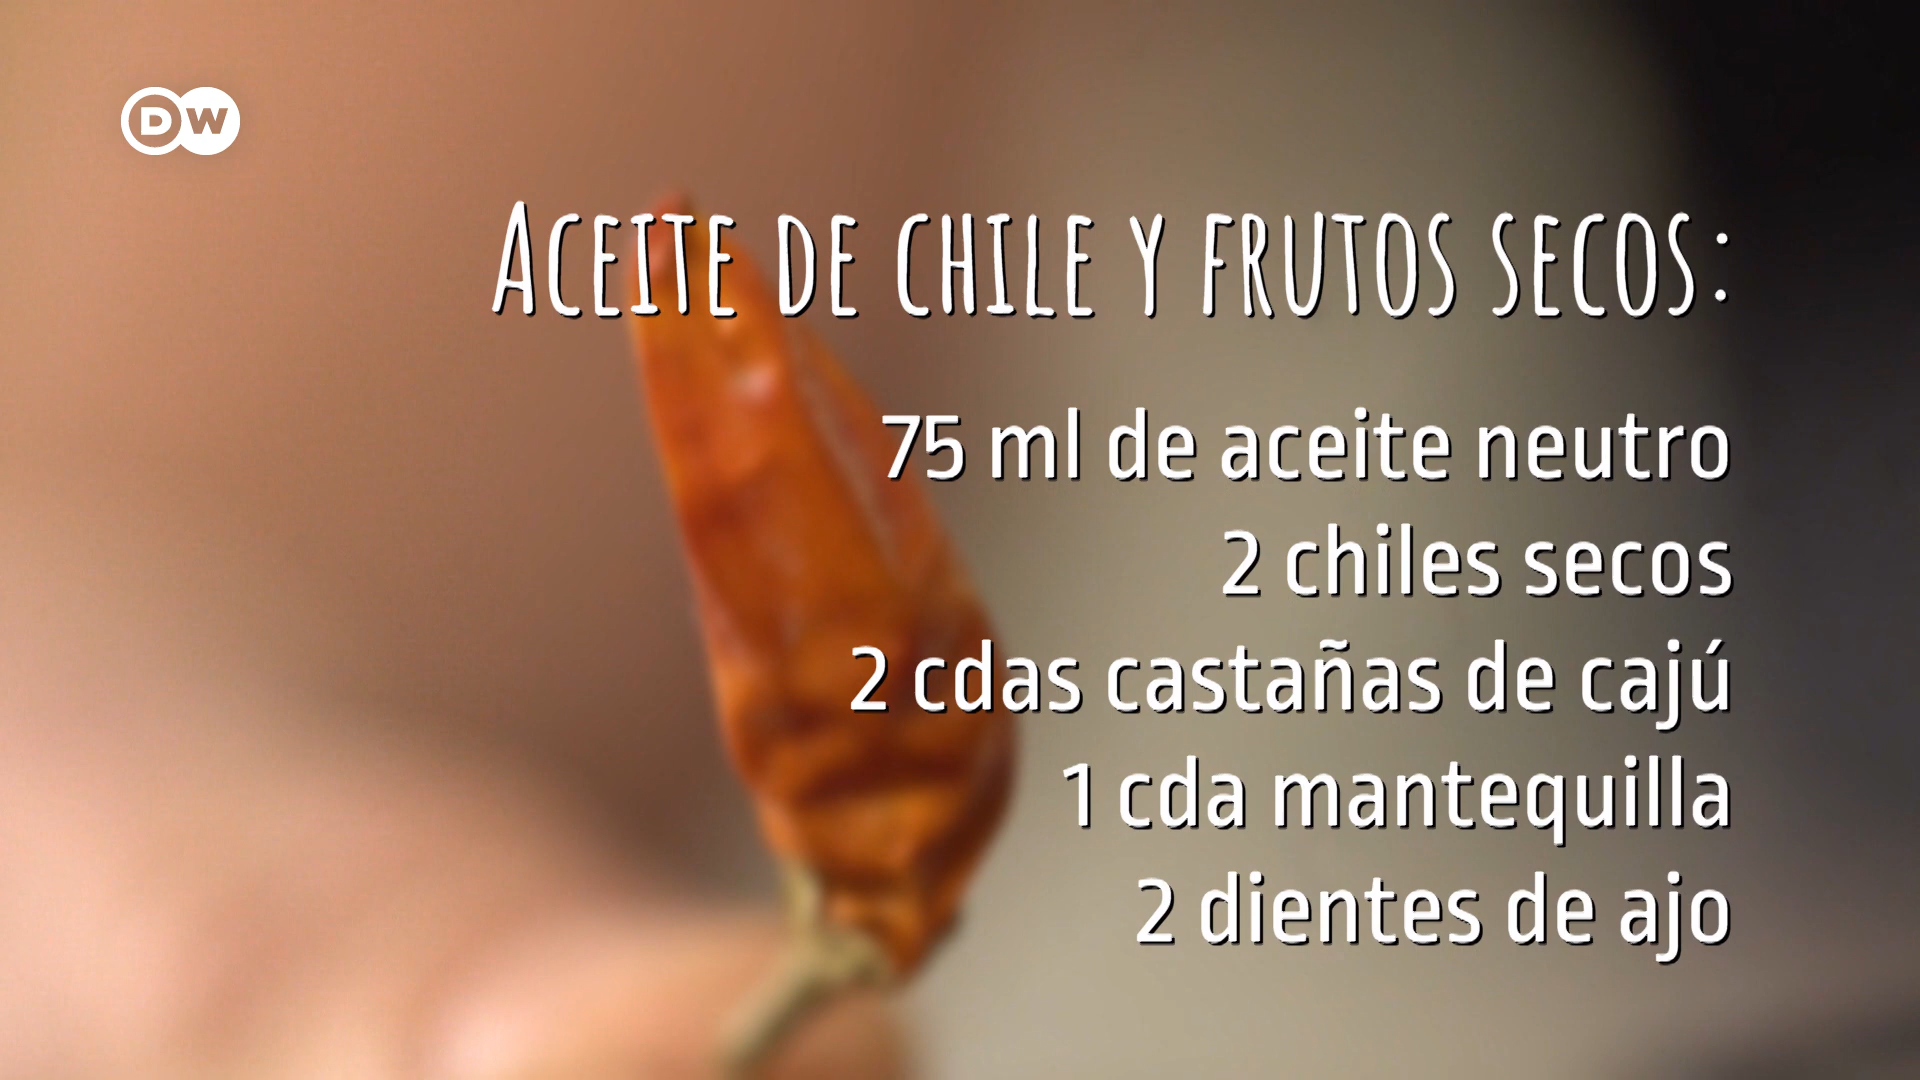 DW
Aceite de chile y frutos secos:
75 ml de aceite neutro
2 chiles secos
2 cdas castañas de cajú
1 cda mantequilla
2 dientes de ajo